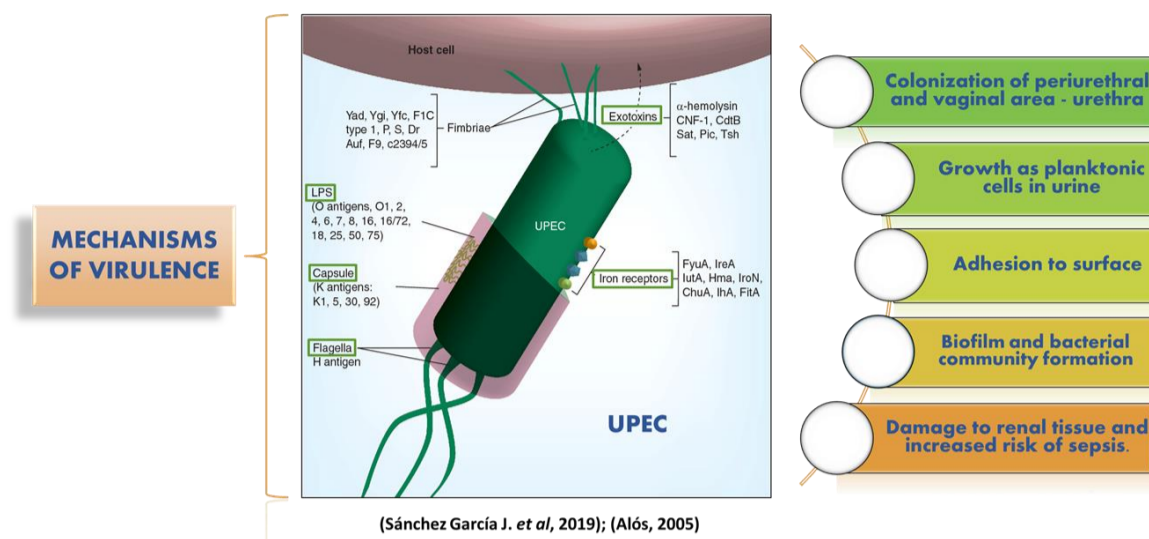 MECHANISMS
OF VIRULENCE
Host cell
Yad, Ygi, Yfc, F1C
type 1, P, S, Dr
Auf, F9, c2394/5
Fimbriae
Exotoxins
α-hemolysin
CNF-1, CdtB
Sat, Pic, Tsh
LPS
(O antigens, O1, 2,
4, 6, 7, 8, 16, 16/72,
18, 25, 50, 75)
UPEC
Capsule
(K antigens:
K1, 5, 30, 92)
Iron receptors
FyuA, IreA
IutA, Hma, IroN,
ChuA, IhA, FitA
Flagella
H antigen
UPEC
(Sánchez García J. et al, 2019); (Alós, 2005)
Colonization of periurethral
and vaginal area - urethra
Growth as planktonic
cells in urine
Adhesion to surface
Biofilm and bacterial
community formation
Damage to renal tissue and
increased risk of sepsis.